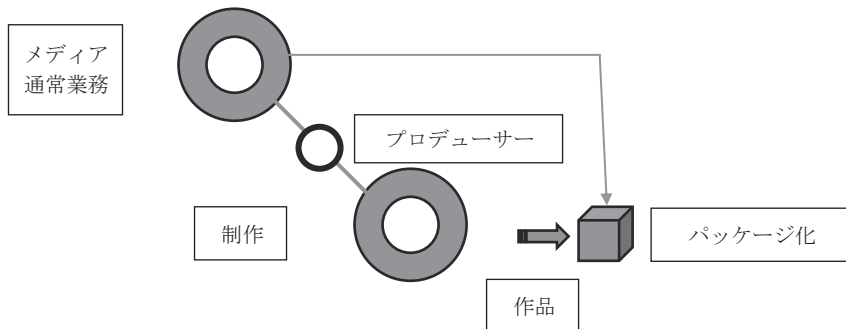 メディア
通常業務
プロデューサー
制作
パッケージ化
作品